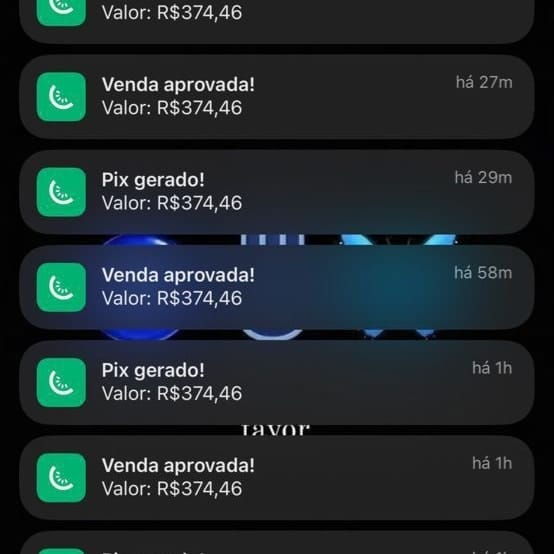 Valor: R$374,46
Venda aprovada!
há 27m
Valor: R$374,46
Pix gerado!
há 29m
Valor: R$374,46
Venda aprovada!
há 58m
Valor: R$374,46
Pix gerado!
há 1h
Valor: R$374,46
favor
Venda aprovada!
há 1h
Valor: R$374,46